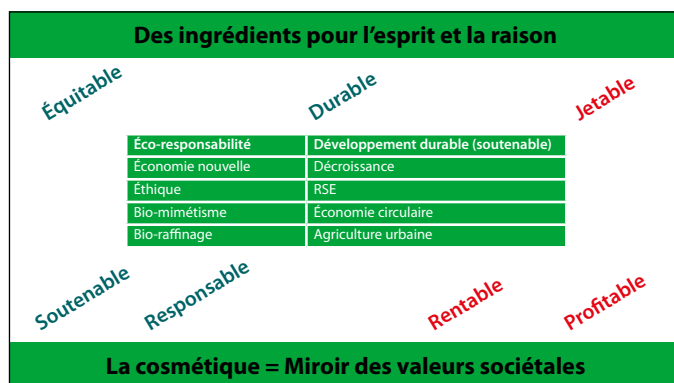 Des ingrédients pour l'esprit et la raison
Équitable
Durable
Jetable
Éco-responsabilité Développement durable (soutenable)
Économie nouvelle Décroissance
Éthique RSE
Bio-mimétisme Économie circulaire
Bio-raffinage Agriculture urbaine
Soutenable
Responsable
Rentable
Profitable
La cosmétique = Miroir des valeurs sociétales